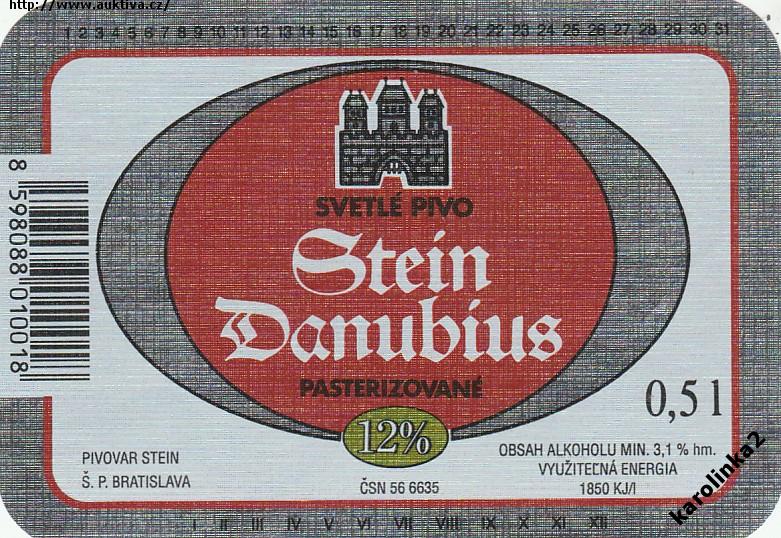 http://www.auktiva.cz/
1 2 3 4 5 6 7 8 9 10 11 12 13 14 15 16 17 18 19 20 21 22 23 24 25 26 27 28 29 30 31
SVETLÉ PIVO
Stein
Danubius
PASTERIZOVANÉ
12%
0,5 l
8 598088 010018
PIVOVAR STEIN
Š. P. BRATISLAVA
ČSN 56 6635
OBSAH ALKOHOLU MIN. 3,1 % hm.
VYUŽITEĽNÁ ENERGIA
1850 KJ/l
karolinka2
I II III IV V VI VII VIII IX X XI XII